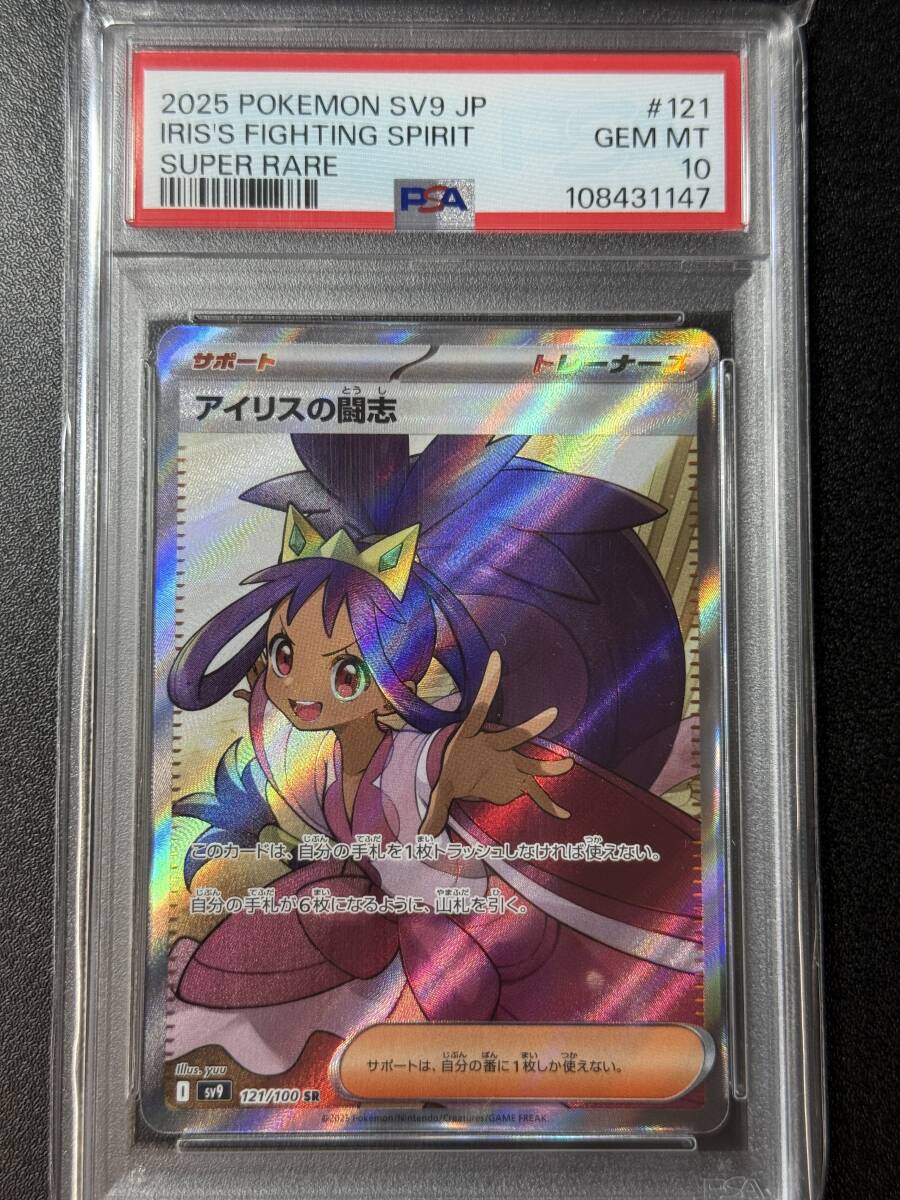 2025 POKEMON SV9 JP #121
IRIS'S FIGHTING SPIRIT GEM MT
SUPER RARE 10
PSA 108431147
サポート トレーナーズ
とう し
アイリスの闘志
じぶん てふだ まい つか
このカードは、自分の手札を1枚トラッシュしなければ使えない。
じぶん てふだ まい やまふだ ひ
自分の手札が6枚になるように、山札を引く。
じぶん ばん まい つか
サポートは、自分の番に1枚しか使えない。
Illus. yuu
I SV9 121/100 SR
©2025 Pokémon/Nintendo/Creatures/GAME FREAK.
PSA